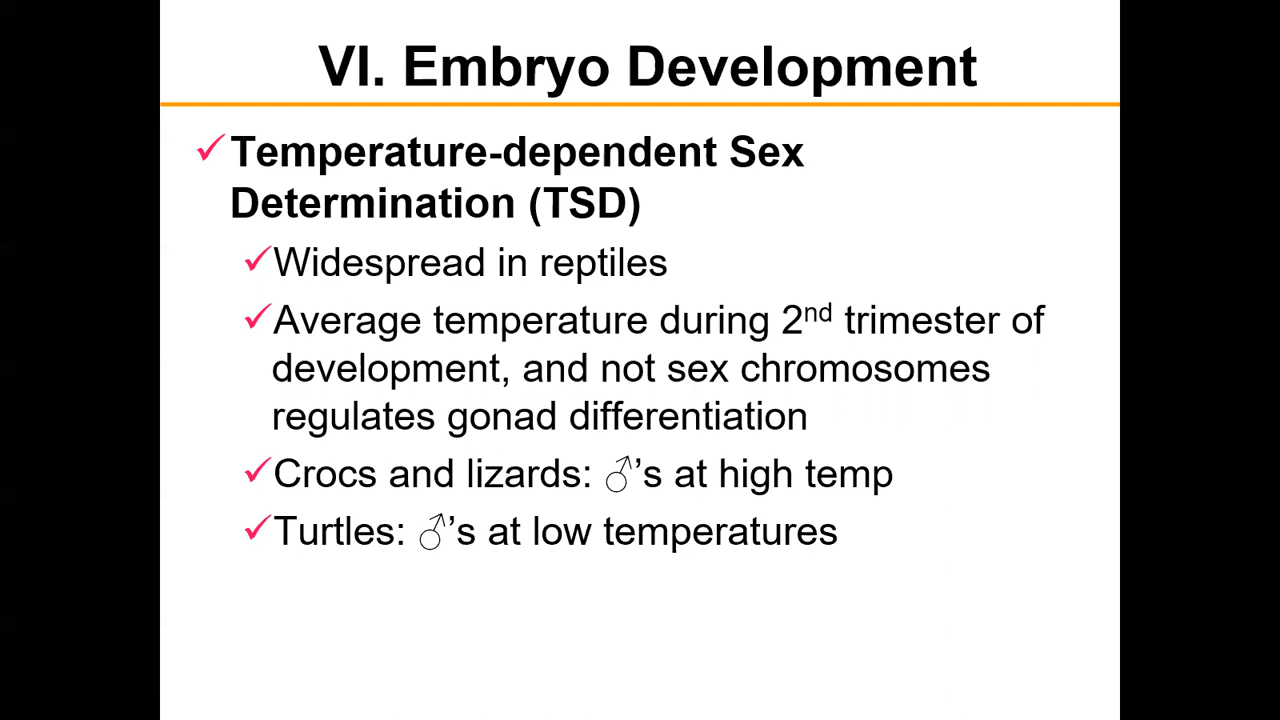 VI. Embryo Development
✓Temperature-dependent Sex
Determination (TSD)
✓Widespread in reptiles
✓Average temperature during 2nd trimester of
development, and not sex chromosomes
regulates gonad differentiation
✓Crocs and lizards: ♂’s at high temp
✓Turtles: ♂’s at low temperatures